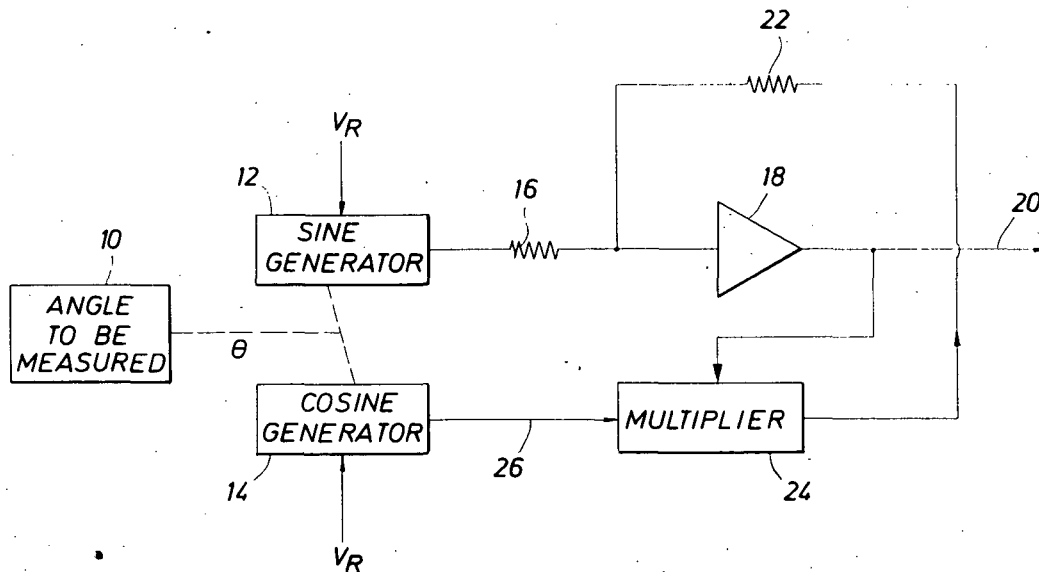 22
V_R
12
16
18
20
SINE
GENERATOR
10
ANGLE
TO BE
MEASURED
θ
COSINE
GENERATOR
MULTIPLIER
14
26
24
V_R